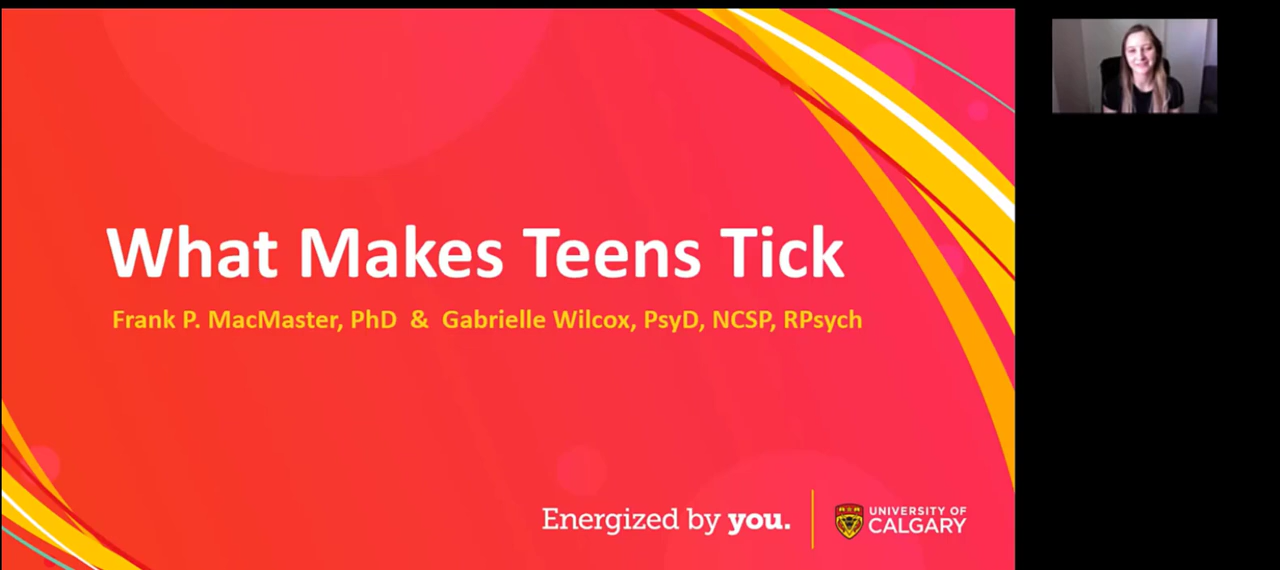 What Makes Teens Tick
Frank P. MacMaster, PhD & Gabrielle Wilcox, PsyD, NCSP, RPsych
Energized by you.
UNIVERSITY OF
CALGARY